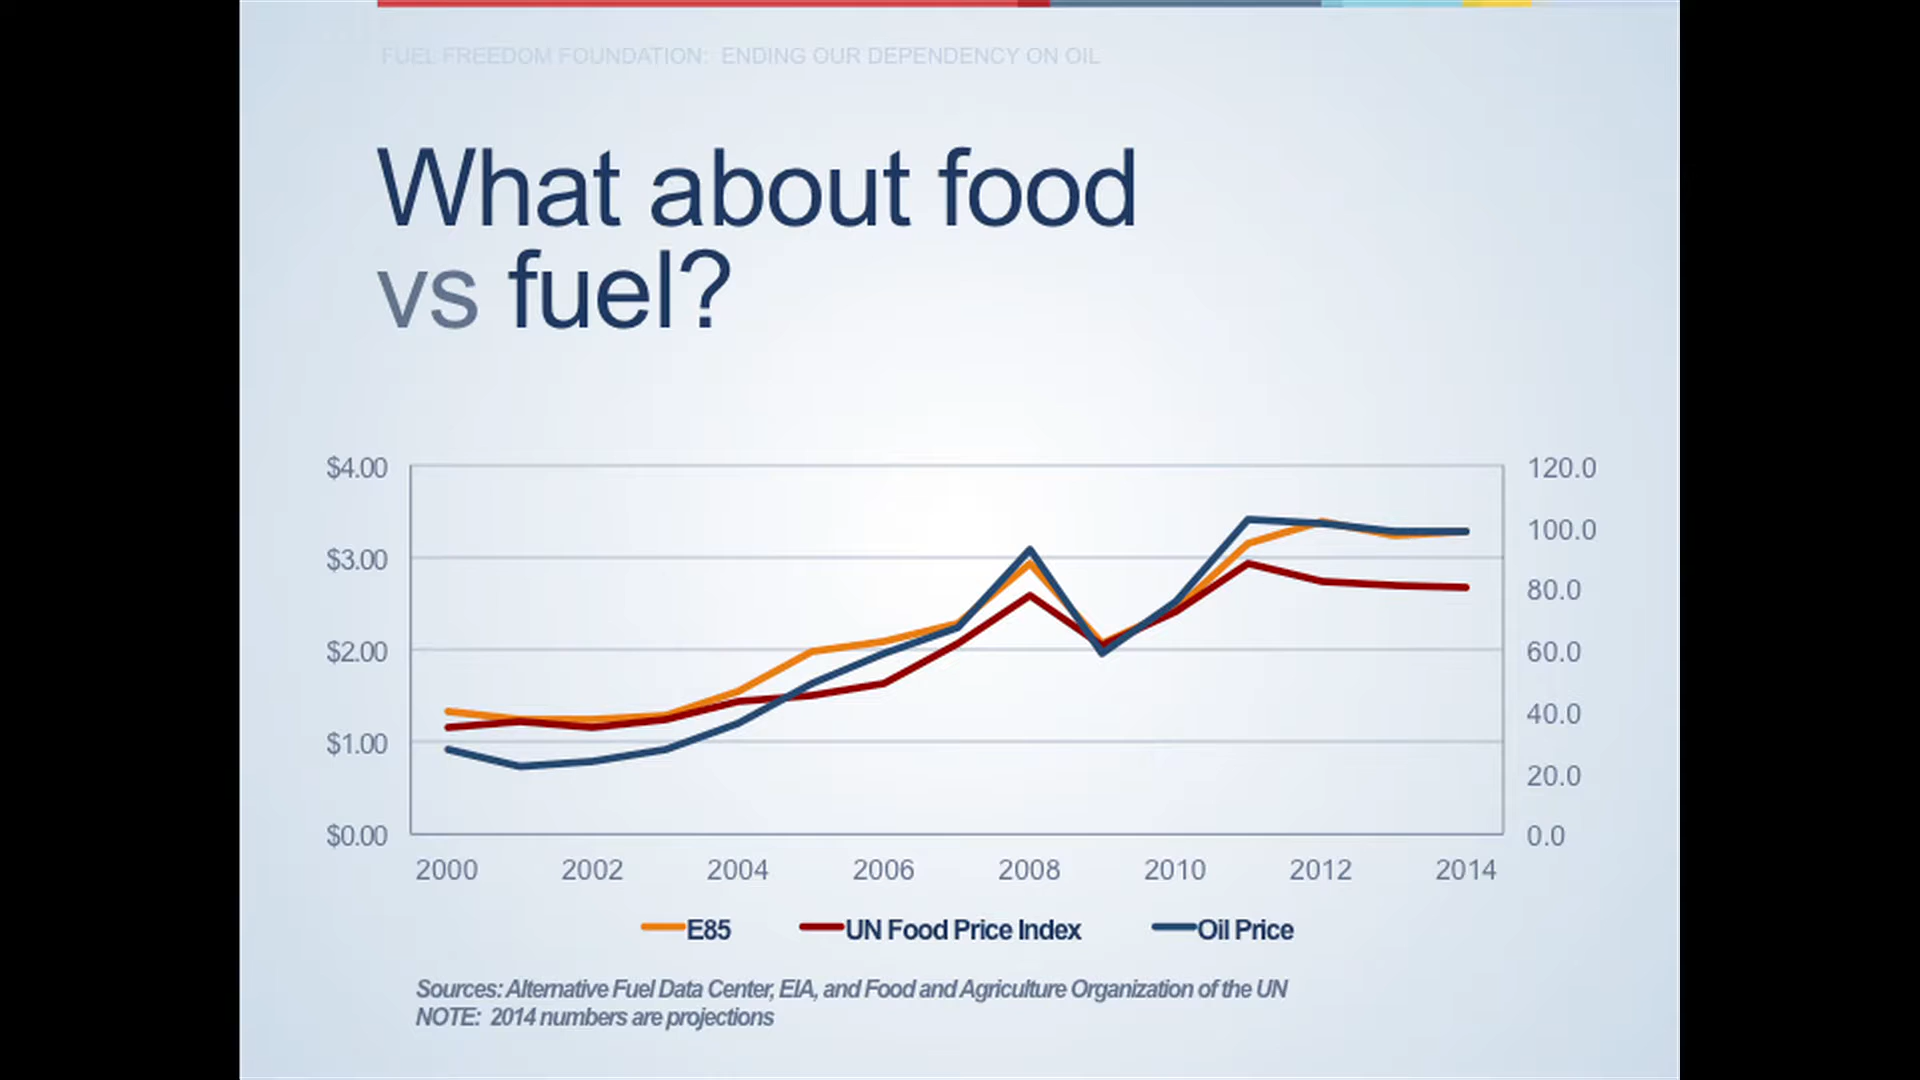 FUEL FREEDOM FOUNDATION: ENDING OUR DEPENDENCY ON OIL
What about food
vs fuel?
$4.00
$3.00
$2.00
$1.00
$0.00
120.0
100.0
80.0
60.0
40.0
20.0
0.0
2000 2002 2004 2006 2008 2010 2012 2014
E85 UN Food Price Index Oil Price
Sources: Alternative Fuel Data Center, EIA, and Food and Agriculture Organization of the UN
NOTE: 2014 numbers are projections